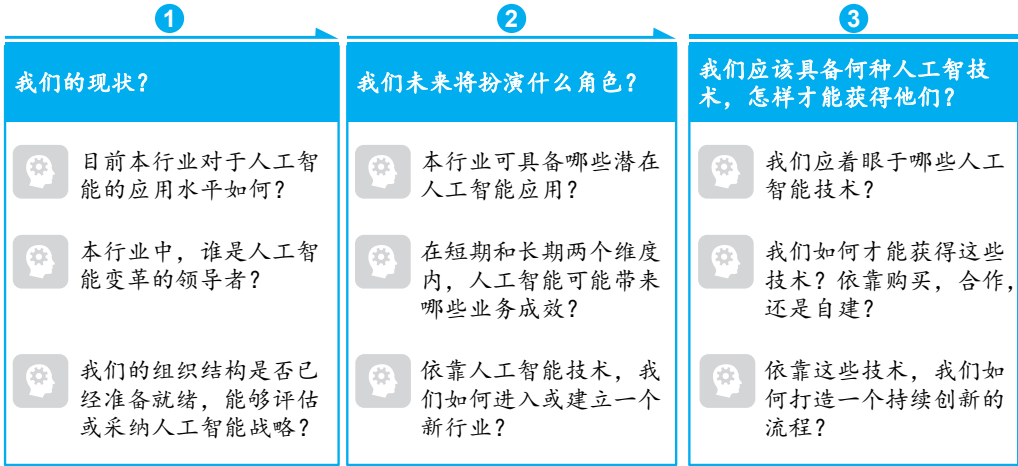 1
我们的现状?
目前本行业对于人工智
能的应用水平如何?
本行业中，谁是人工智
能变革的领导者?
我们的组织结构是否已
经准备就绪，能够评估
或采纳人工智能战略?
2
我们未来将扮演什么角色?
本行业可具备哪些潜在
人工智能应用?
在短期和长期两个维度
内，人工智能可能带来
哪些业务成效?
依靠人工智能技术，我
们如何进入或建立一个
新行业?
3
我们应该具备何种人工智技
术，怎样才能获得他们?
我们应着眼于哪些人工
智能技术?
我们如何才能获得这些
技术? 依靠购买，合作，
还是自建?
依靠这些技术，我们如
何打造一个持续创新的
流程?